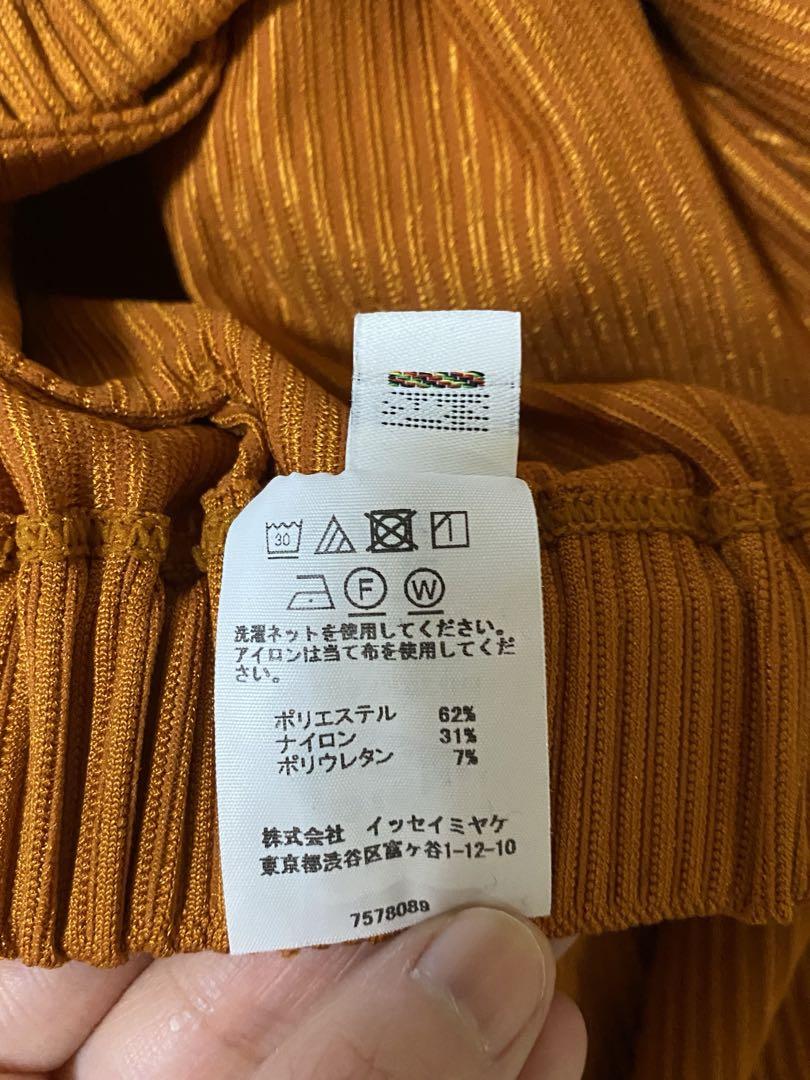 30
F W
洗濯ネットを使用してください。
アイロンは当て布を使用してくだ
さい。
ポリエステル 62%
ナイロン 31%
ポリウレタン 7%
株式会社 イッセイミヤケ
東京都渋谷区富ヶ谷1-12-10
7578089